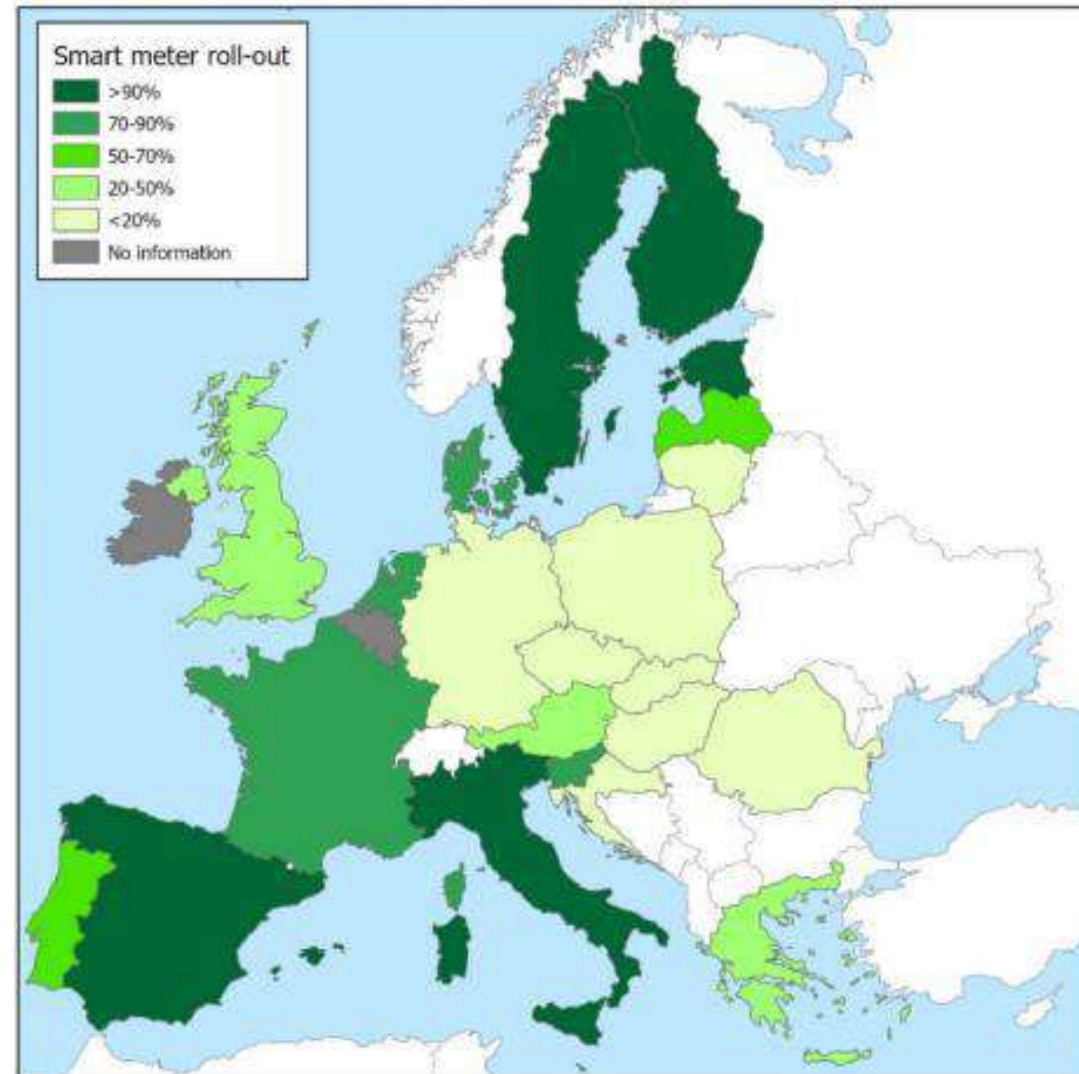 Smart meter roll-out
>90%
70-90%
50-70%
20-50%
<20%
No information